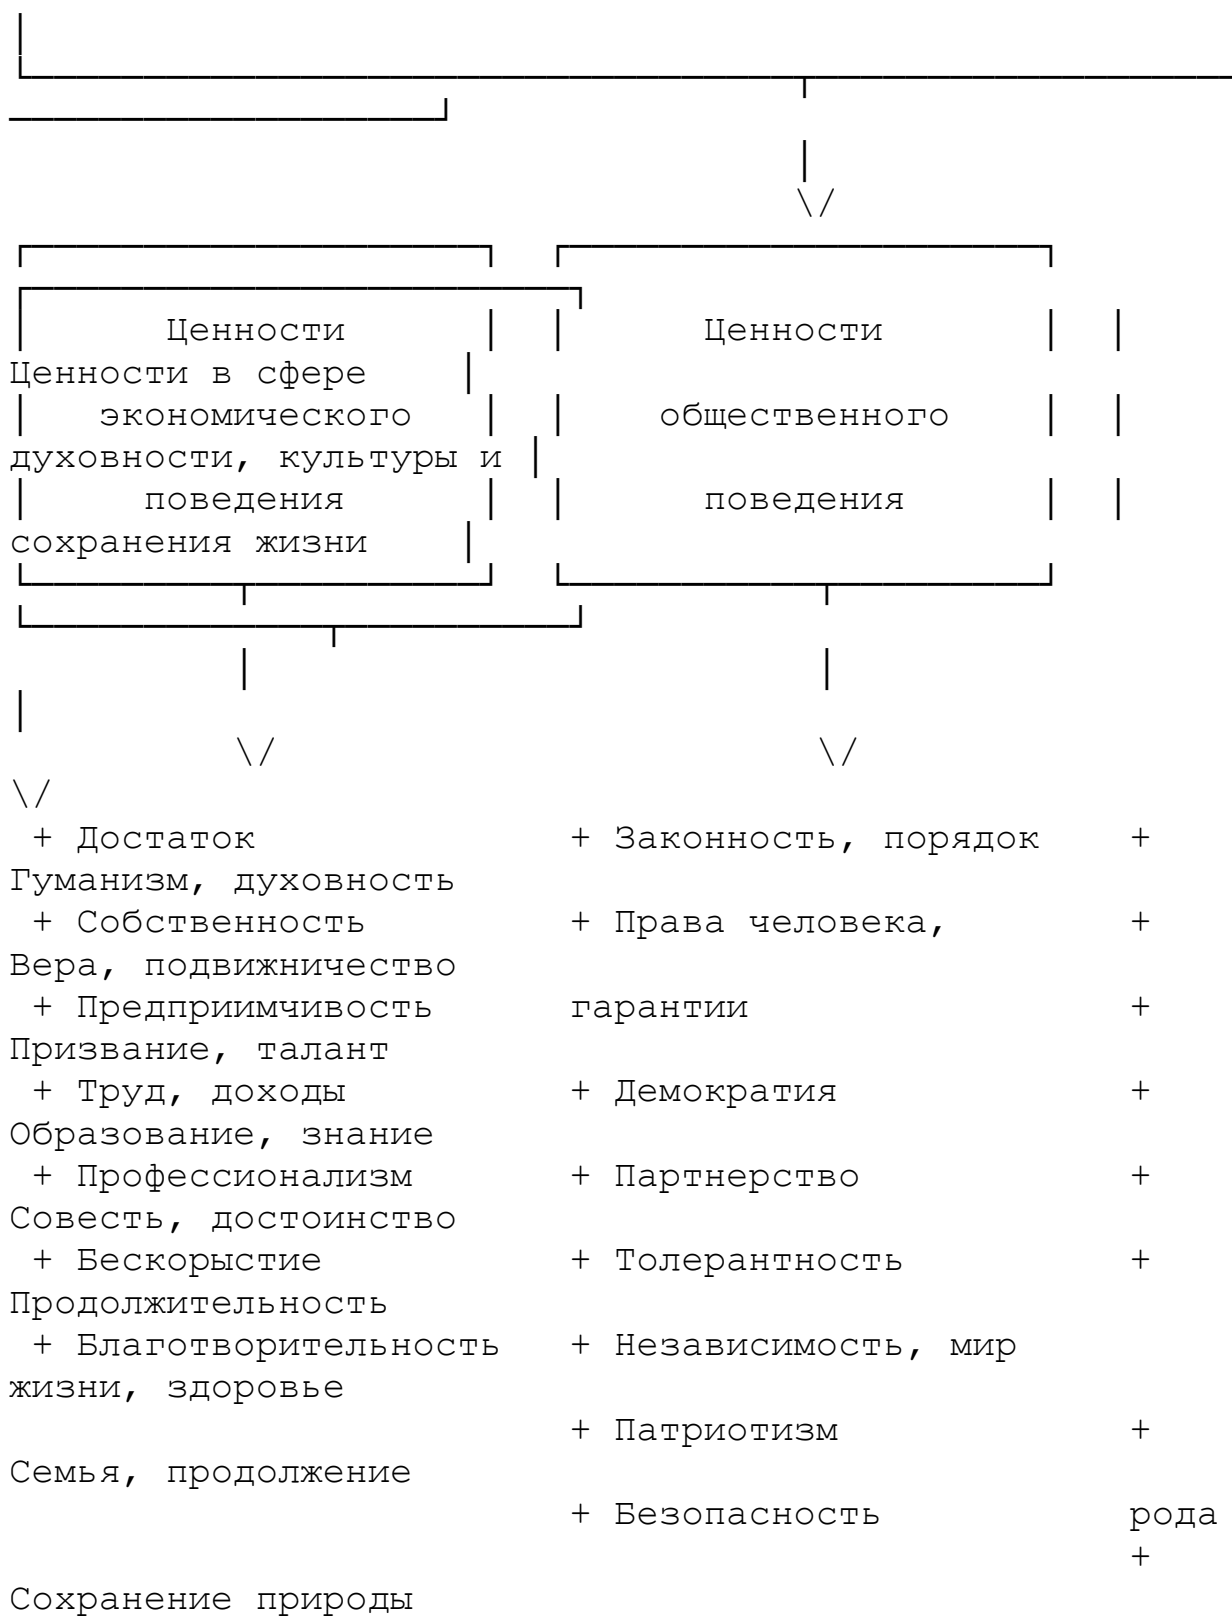 Ценности Ценности
Ценности в сфере
экономического общественного
духовности, культуры и
поведения поведения
сохранения жизни
\/
\/ \/
\/
+ Достаток + Законность, порядок +
Гуманизм, духовность
+ Собственность + Права человека, +
Вера, подвижничество
+ Предприимчивость гарантии +
Призвание, талант
+ Труд, доходы + Демократия +
Образование, знание
+ Профессионализм + Партнерство +
Совесть, достоинство
+ Бескорыстие + Толерантность +
Продолжительность
+ Благотворительность + Независимость, мир
жизни, здоровье
+ Патриотизм +
Семья, продолжение
+ Безопасность рода
+
Сохранение природы